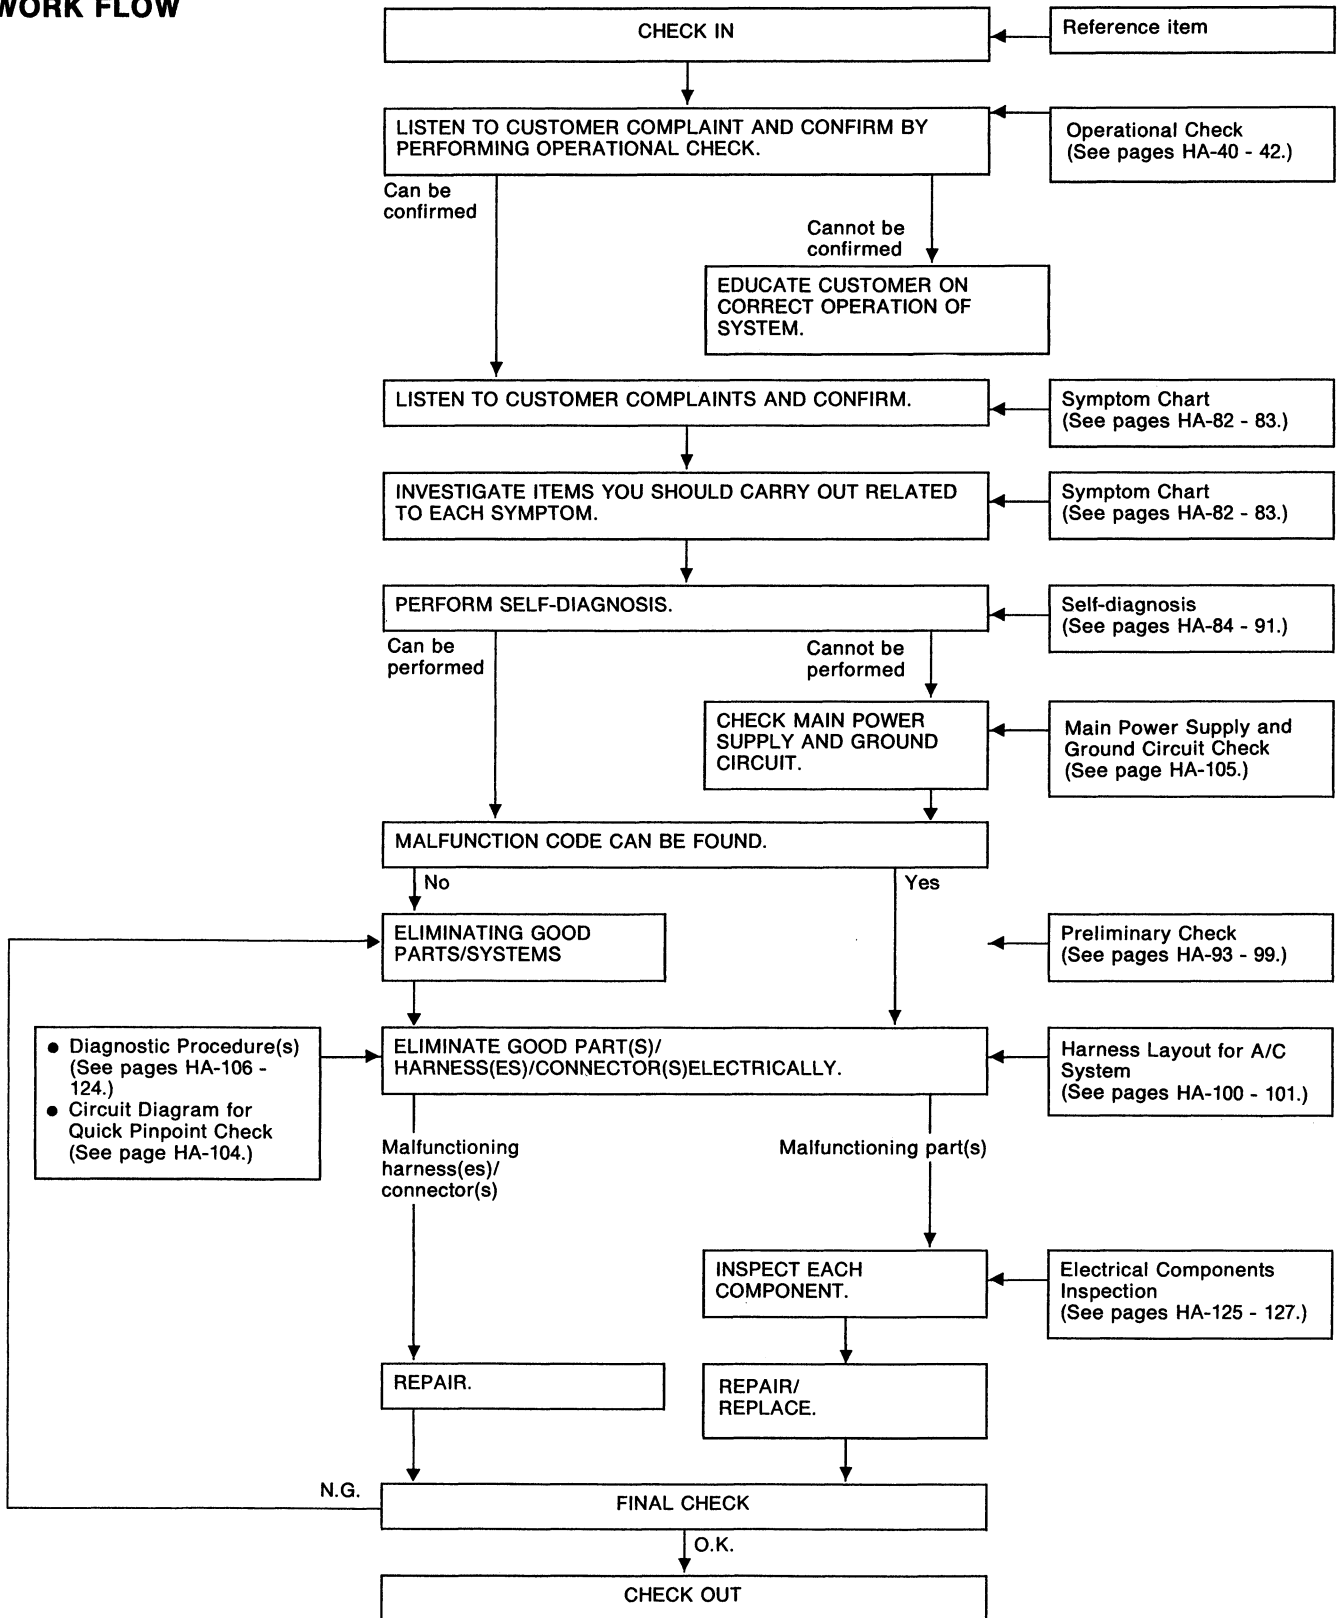 WORK FLOW
CHECK IN
Reference item
LISTEN TO CUSTOMER COMPLAINT AND CONFIRM BY
PERFORMING OPERATIONAL CHECK.
Operational Check
(See pages HA-40 - 42.)
Can be
confirmed
Cannot be
confirmed
EDUCATE CUSTOMER ON
CORRECT OPERATION OF
SYSTEM.
LISTEN TO CUSTOMER COMPLAINTS AND CONFIRM.
Symptom Chart
(See pages HA-82 - 83.)
INVESTIGATE ITEMS YOU SHOULD CARRY OUT RELATED
TO EACH SYMPTOM.
Symptom Chart
(See pages HA-82 - 83.)
PERFORM SELF-DIAGNOSIS.
Self-diagnosis
(See pages HA-84 - 91.)
Can be
performed
Cannot be
performed
CHECK MAIN POWER
SUPPLY AND GROUND
CIRCUIT.
Main Power Supply and
Ground Circuit Check
(See page HA-105.)
MALFUNCTION CODE CAN BE FOUND.
No
Yes
ELIMINATING GOOD
PARTS/SYSTEMS
Preliminary Check
(See pages HA-93 - 99.)
● Diagnostic Procedure(s)
(See pages HA-106 -
124.)
● Circuit Diagram for
Quick Pinpoint Check
(See page HA-104.)
ELIMINATE GOOD PART(S)/
HARNESS(ES)/CONNECTOR(S)ELECTRICALLY.
Harness Layout for A/C
System
(See pages HA-100 - 101.)
Malfunctioning
harness(es)/
connector(s)
Malfunctioning part(s)
INSPECT EACH
COMPONENT.
Electrical Components
Inspection
(See pages HA-125 - 127.)
REPAIR.
REPAIR/
REPLACE.
N.G.
FINAL CHECK
O.K.
CHECK OUT